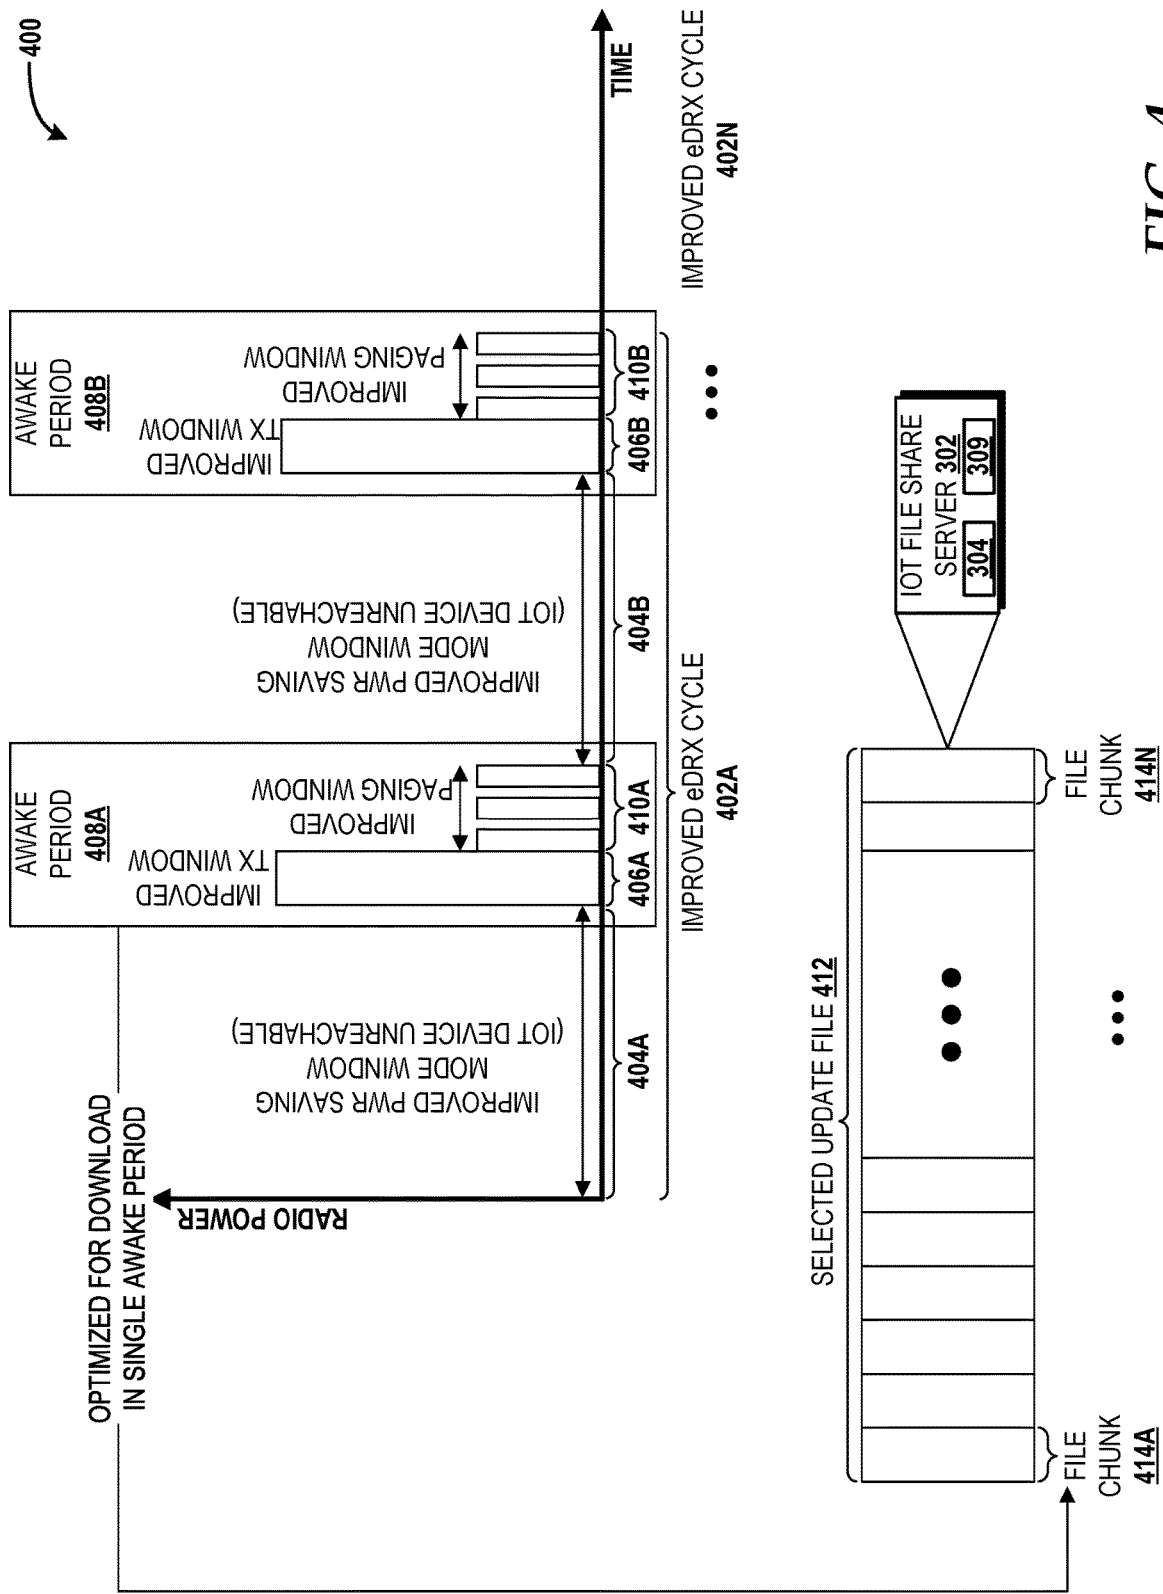 400
OPTIMIZED FOR DOWNLOAD
IN SINGLE AWAKE PERIOD
RADIO POWER
AWAKE
PERIOD
408A
IMPROVED
TX WINDOW
IMPROVED
PAGING WINDOW
AWAKE
PERIOD
408B
IMPROVED
TX WINDOW
IMPROVED
PAGING WINDOW
IMPROVED PWR SAVING
MODE WINDOW
(IOT DEVICE UNREACHABLE)
IMPROVED PWR SAVING
MODE WINDOW
(IOT DEVICE UNREACHABLE)
404A
406A
410A
404B
406B
410B
TIME
IMPROVED eDRX CYCLE
402A
IMPROVED eDRX CYCLE
402N
SELECTED UPDATE FILE 412
IOT FILE SHARE
SERVER 302
304
309
FILE
CHUNK
414A
FILE
CHUNK
414N